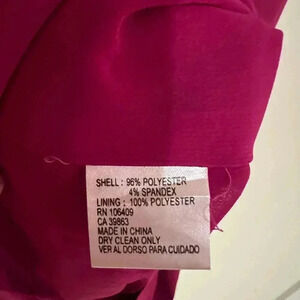 SHELL : 96% POLYESTER
4% SPANDEX
LINING : 100% POLYESTER
RN 106409
CA 39863
MADE IN CHINA
DRY CLEAN ONLY
VER AL DORSO PARA CUIDADO